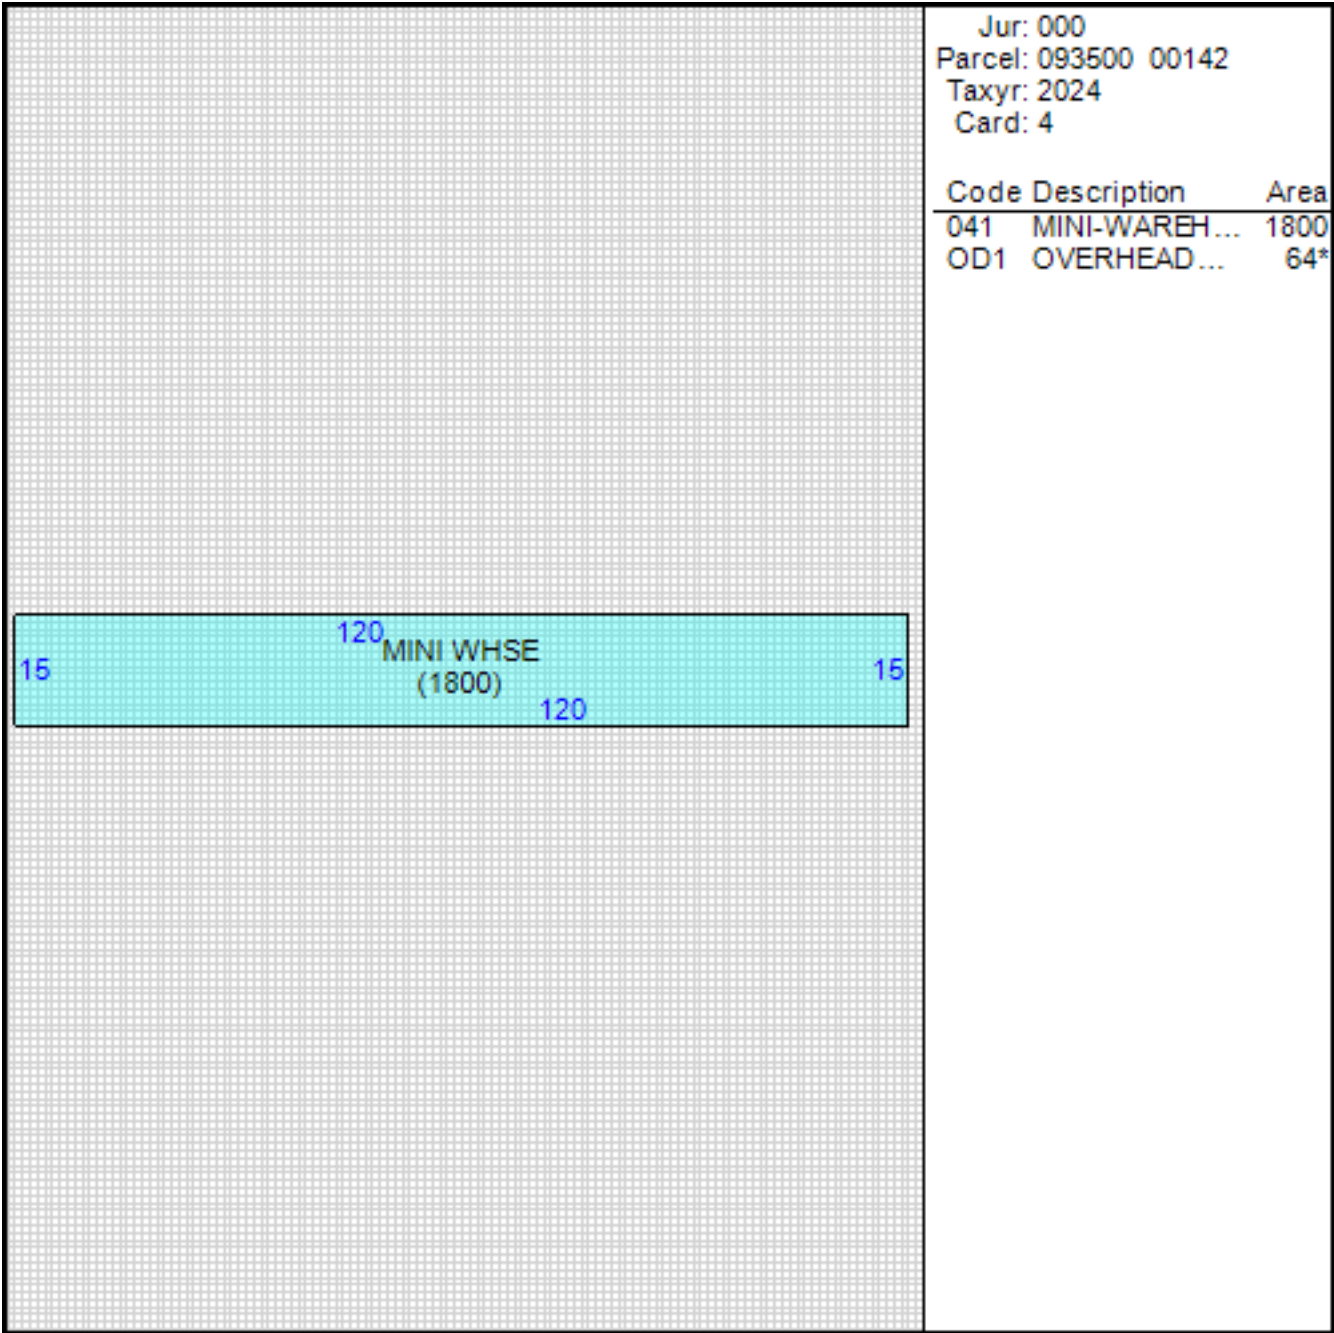 Jur: 000
Parcel: 093500 00142
Taxyr: 2024
Card: 4
Code Description Area
041 MINI-WAREH... 1800
OD1 OVERHEAD... 64*
120
MINI WHSE
15 15
(1800)
120